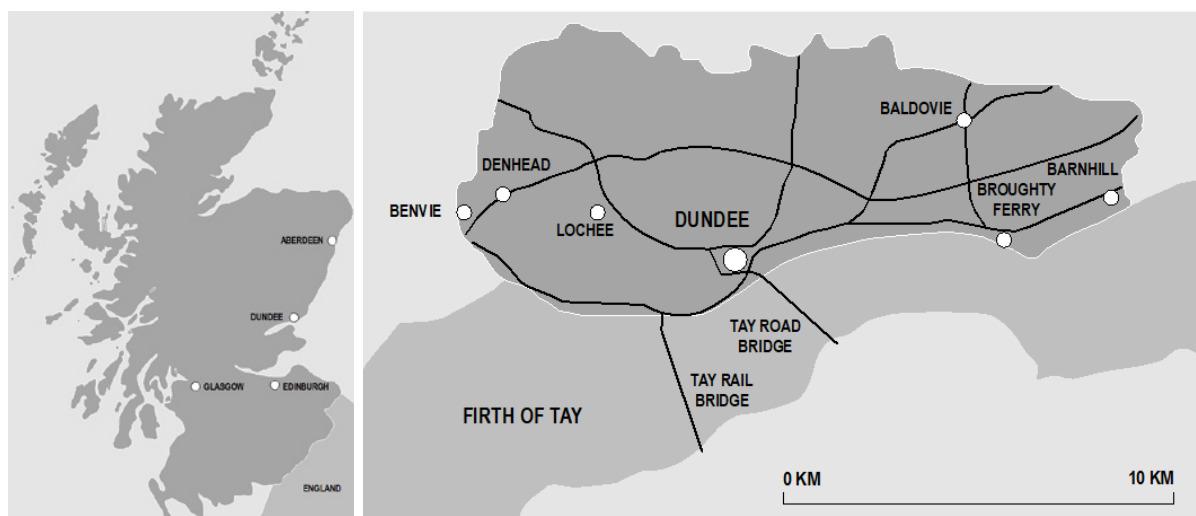 ABERDEEN
DUNDEE
GLASGOW
EDINBURGH
ENGLAND
BALDOVIE
DENHEAD
BARNHILL
BROUGHTY
FERRY
BENVIE
LOCHEE
DUNDEE
TAY ROAD
BRIDGE
TAY RAIL
BRIDGE
FIRTH OF TAY
0 KM
10 KM